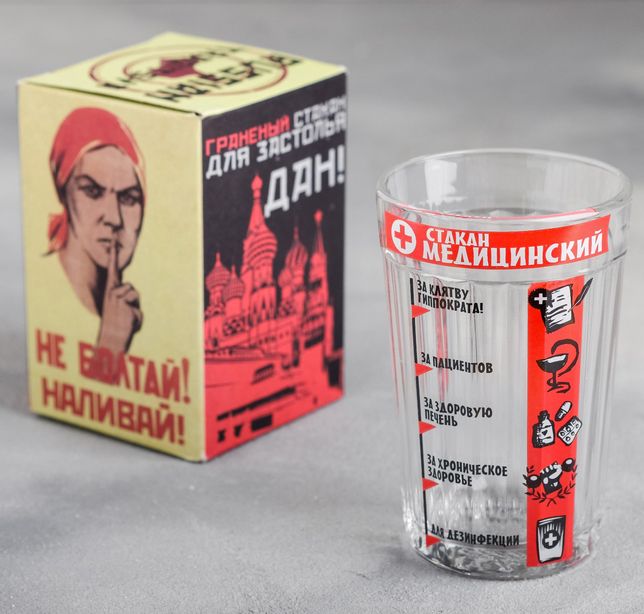 ГРАНЕНЫЙ СТАКАН
ДЛЯ ЗАСТОЛЬЯ
ДАН!
НЕ БОЛТАЙ!
НАЛИВАЙ!
СТАКАН
МЕДИЦИНСКИЙ
ЗА КЛЯТВУ
ГИППОКРАТА!
ЗА ПАЦИЕНТОВ
ЗА ЗДОРОВУЮ
ПЕЧЕНЬ
ЗА ХРОНИЧЕСКОЕ
ЗДОРОВЬЕ
ДЛЯ ДЕЗИНФЕКЦИИ